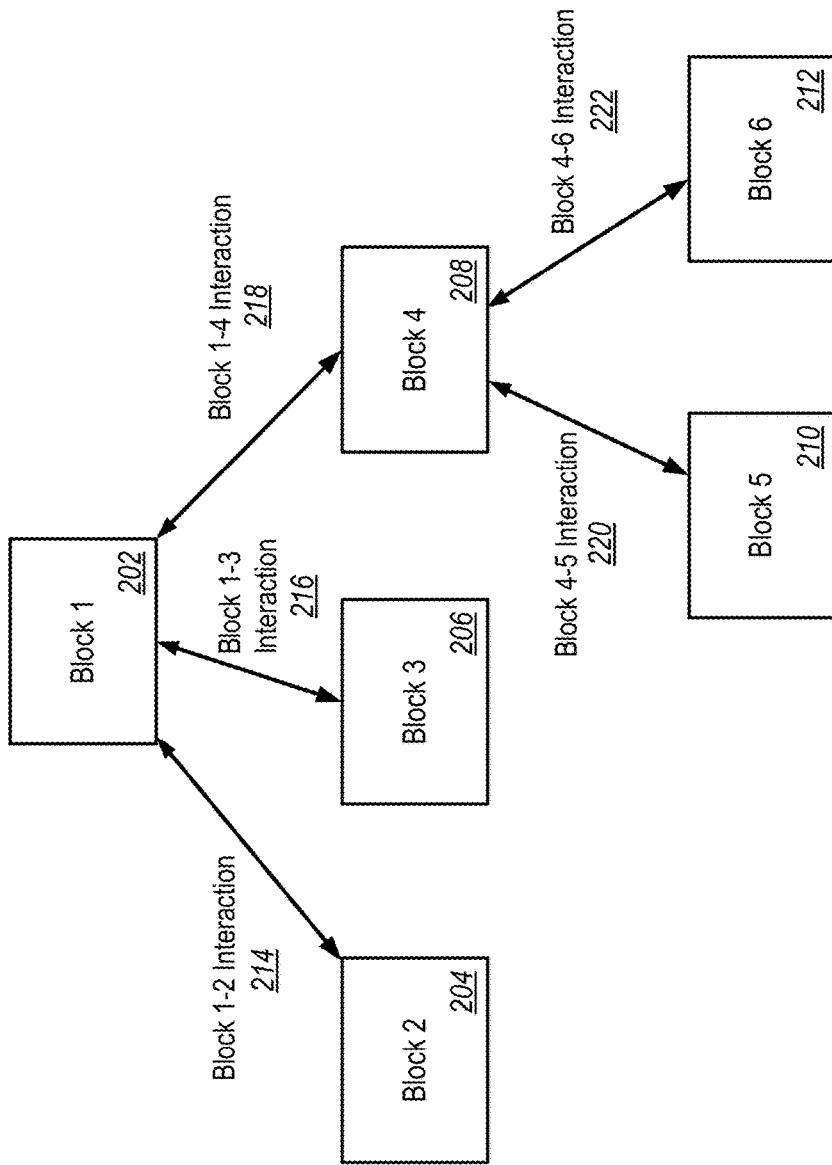 Block 1
202
Block 1-2 Interaction
214
Block 1-3
Interaction
216
Block 1-4 Interaction
218
Block 2
204
Block 3
206
Block 4
208
Block 4-5 Interaction
220
Block 4-6 Interaction
222
Block 5
210
Block 6
212